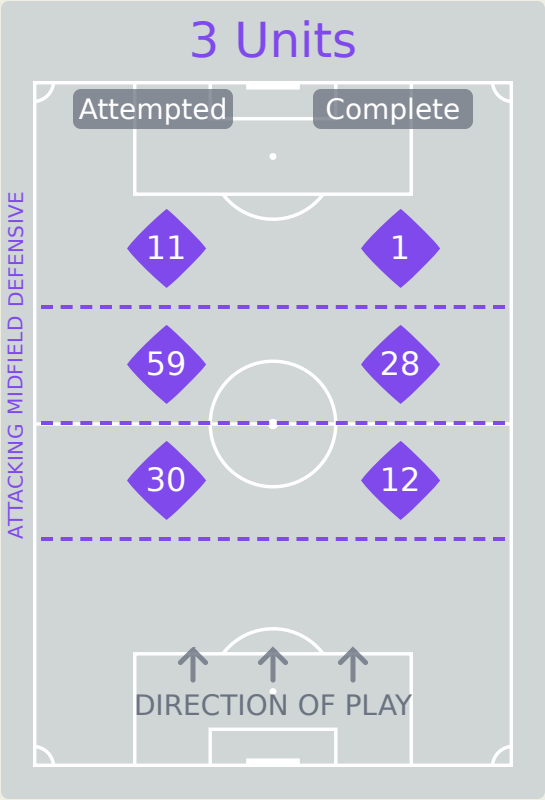 3 Units
Attempted
Complete
ATTACKING MIDFIELD DEFENSIVE
11
1
59
28
30
12
DIRECTION OF PLAY